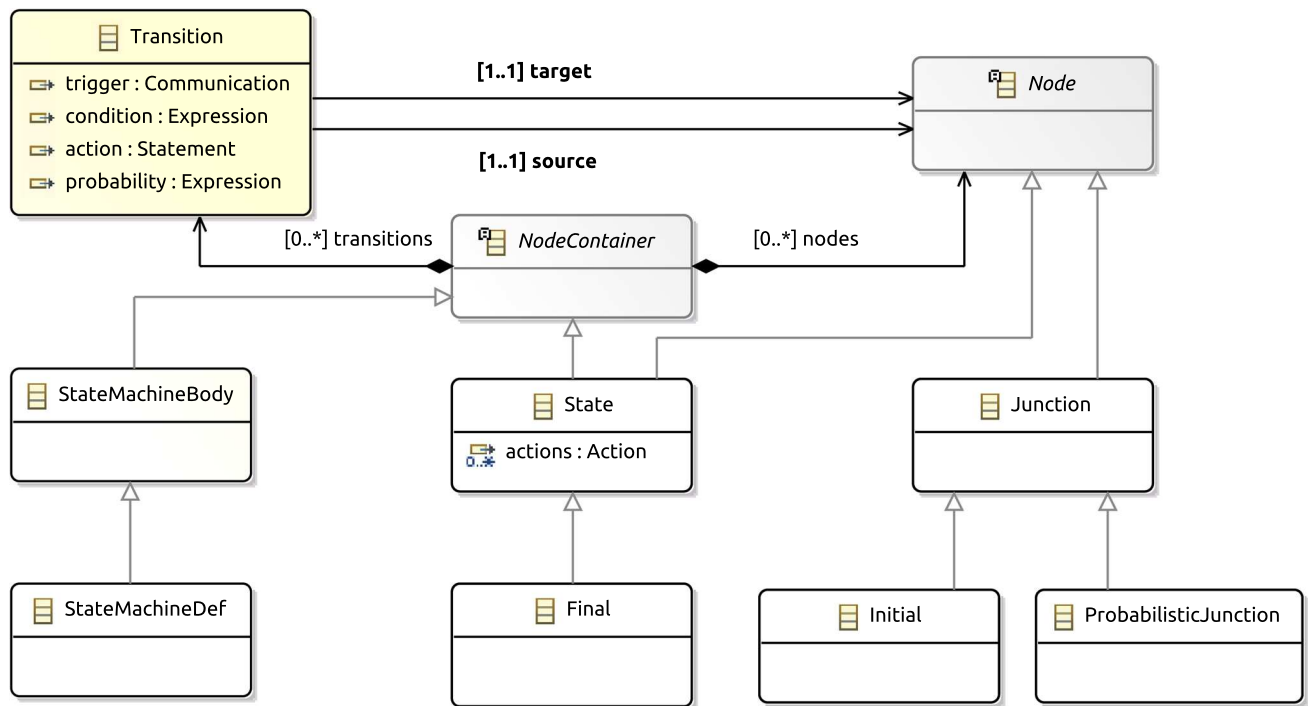 Transition
trigger : Communication
condition : Expression
action : Statement
probability : Expression
[1..1] target
[1..1] source
Node
[0..*] transitions
NodeContainer
[0..*] nodes
StateMachineBody
State
0..*
actions : Action
Junction
StateMachineDef
Final
Initial
ProbabilisticJunction